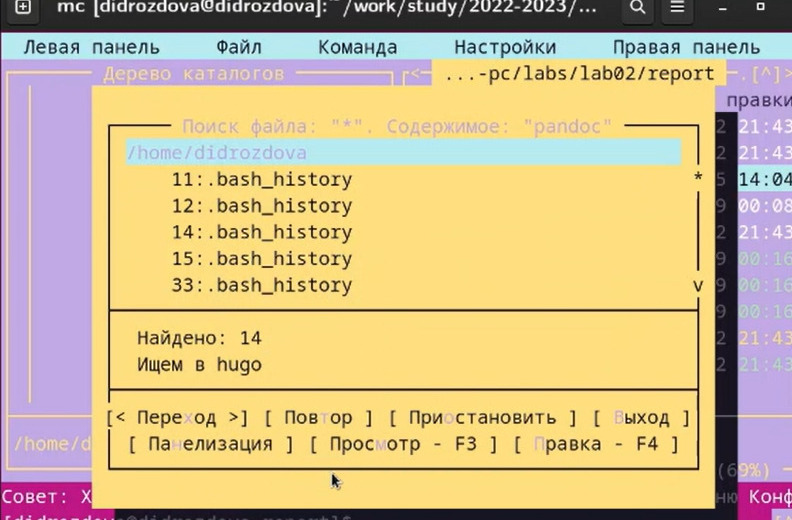 mc [didrozdova@didrozdova]:~/work/study/2022-2023/...
Левая панель Файл Команда Настройки Правая панель
Дерево каталогов ...-pc/labs/lab02/report .[^]>
правки
Поиск файла: "*". Содержимое: "pandoc"
2 21:43
/home/didrozdova 2 21:43
11:.bash_history * 5 14:04
12:.bash_history 9 00:08
14:.bash_history 2 21:43
15:.bash_history 9 00:16
33:.bash_history v 9 00:16
9 00:16
Найдено: 14 2 21:43
Ищем в hugo 2 21:43
[< Переход >] [ Повтор ] [ Приостановить ] [ Выход ]
/home/d [ Панелизация ] [ Просмотр - F3 ] [ Правка - F4 ]
(69%)
Совет: Х ню Конф